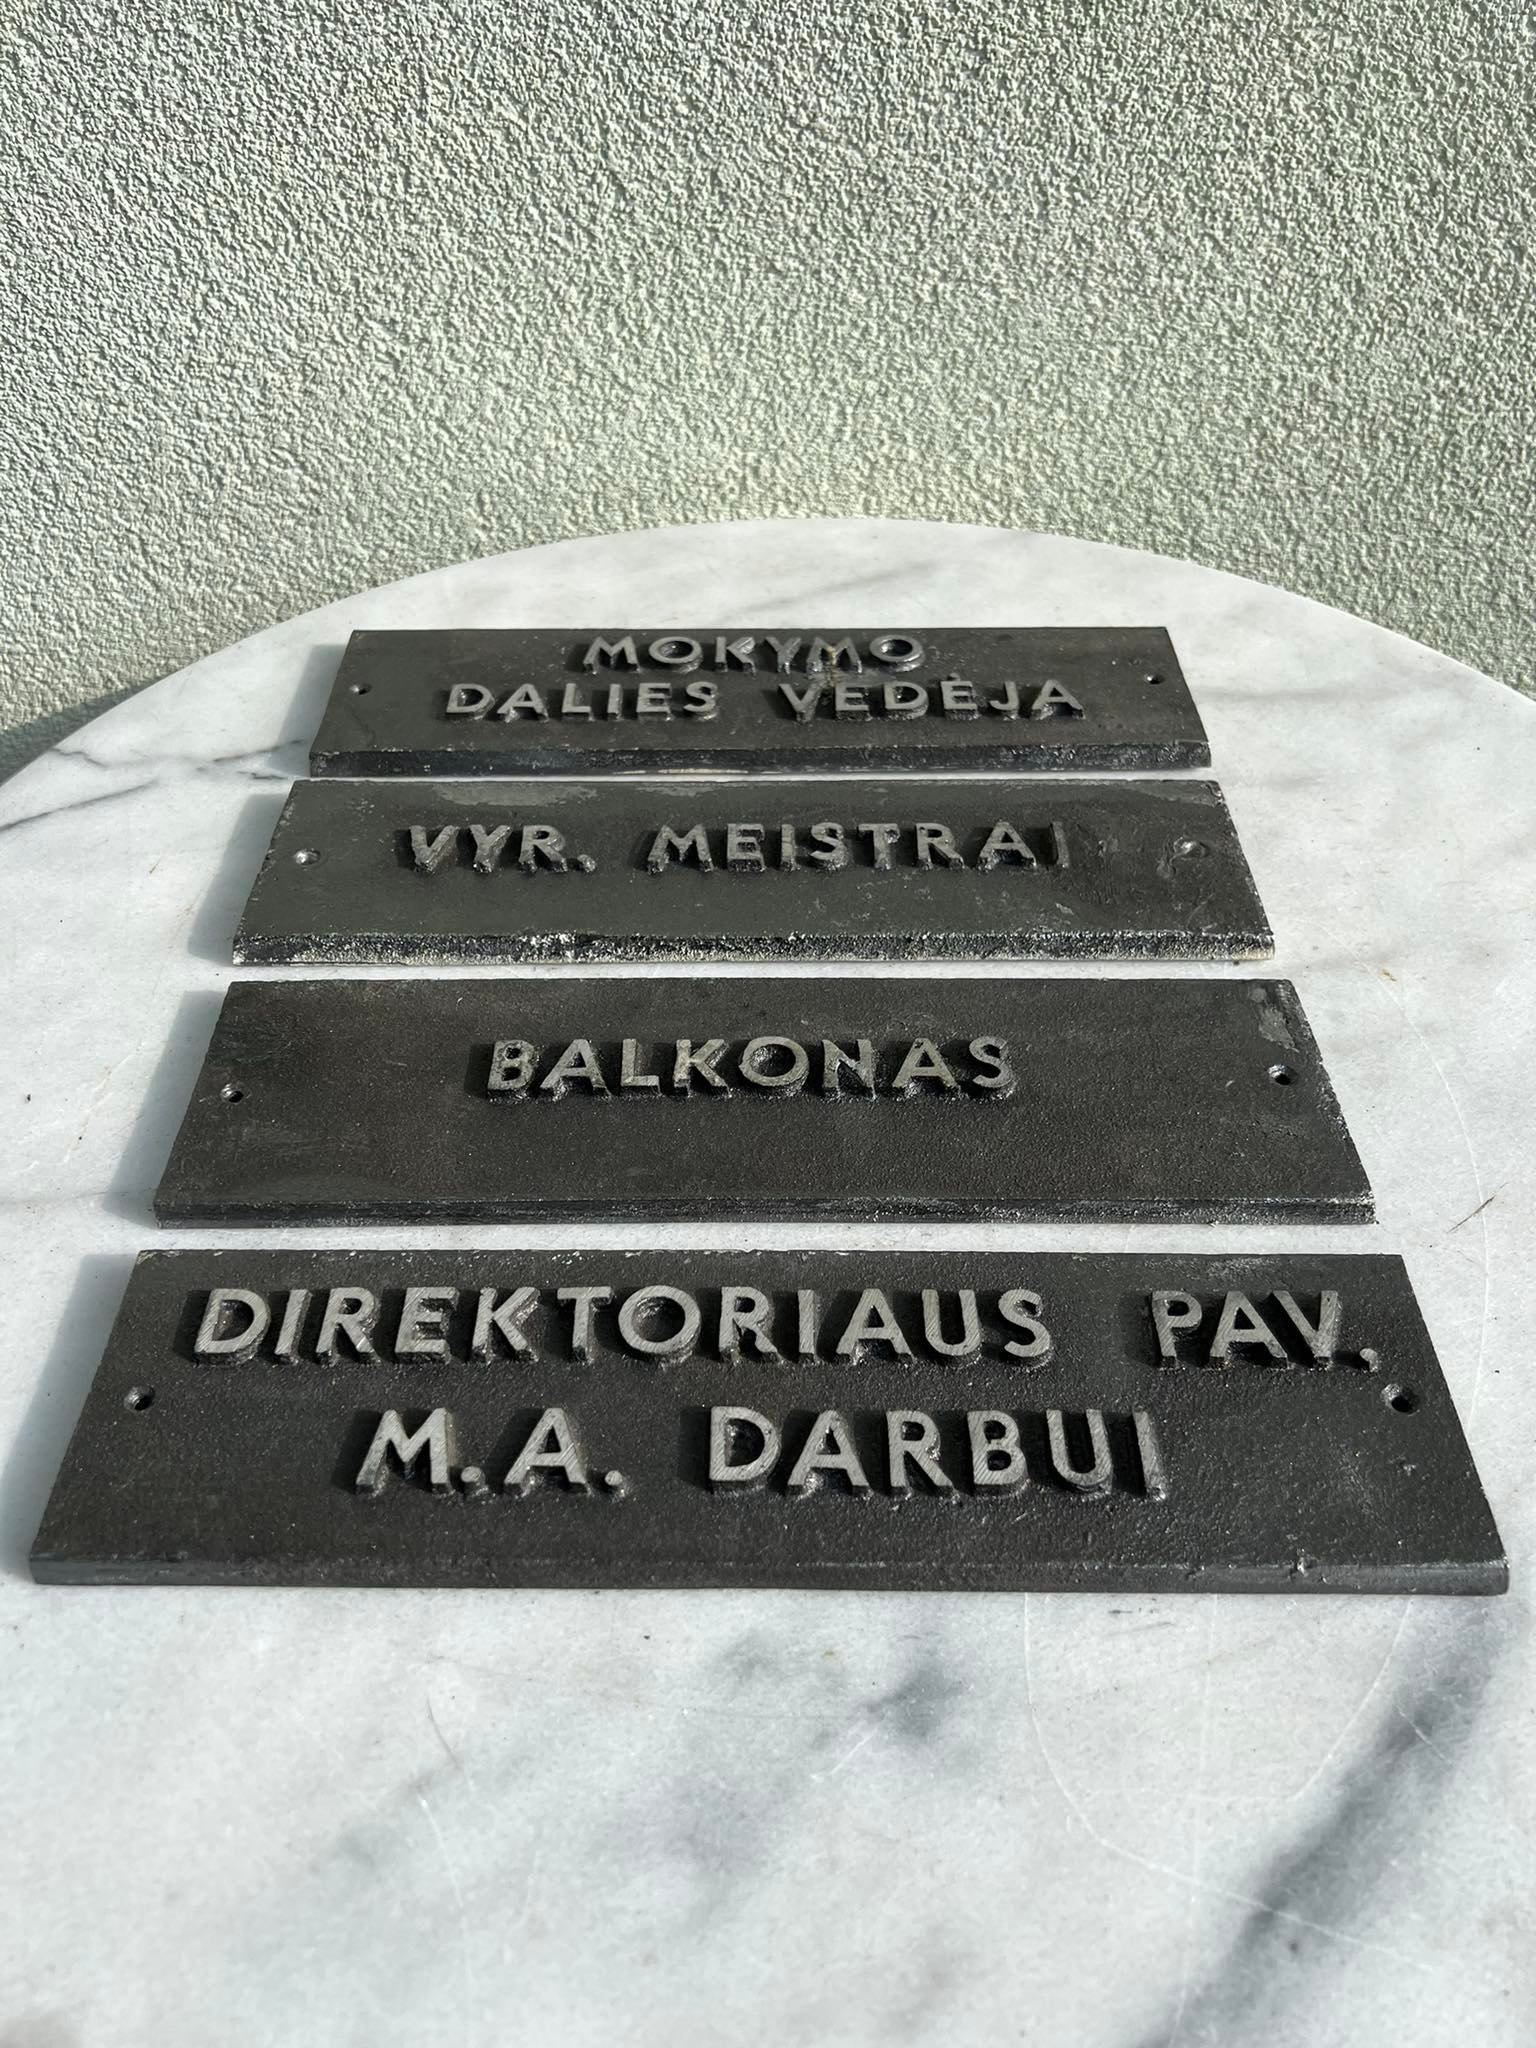 MOKYMO
DALIES VEDĖJA
VYR. MEISTRAI
BALKONAS
DIREKTORIAUS PAV,
M.A. DARBUI